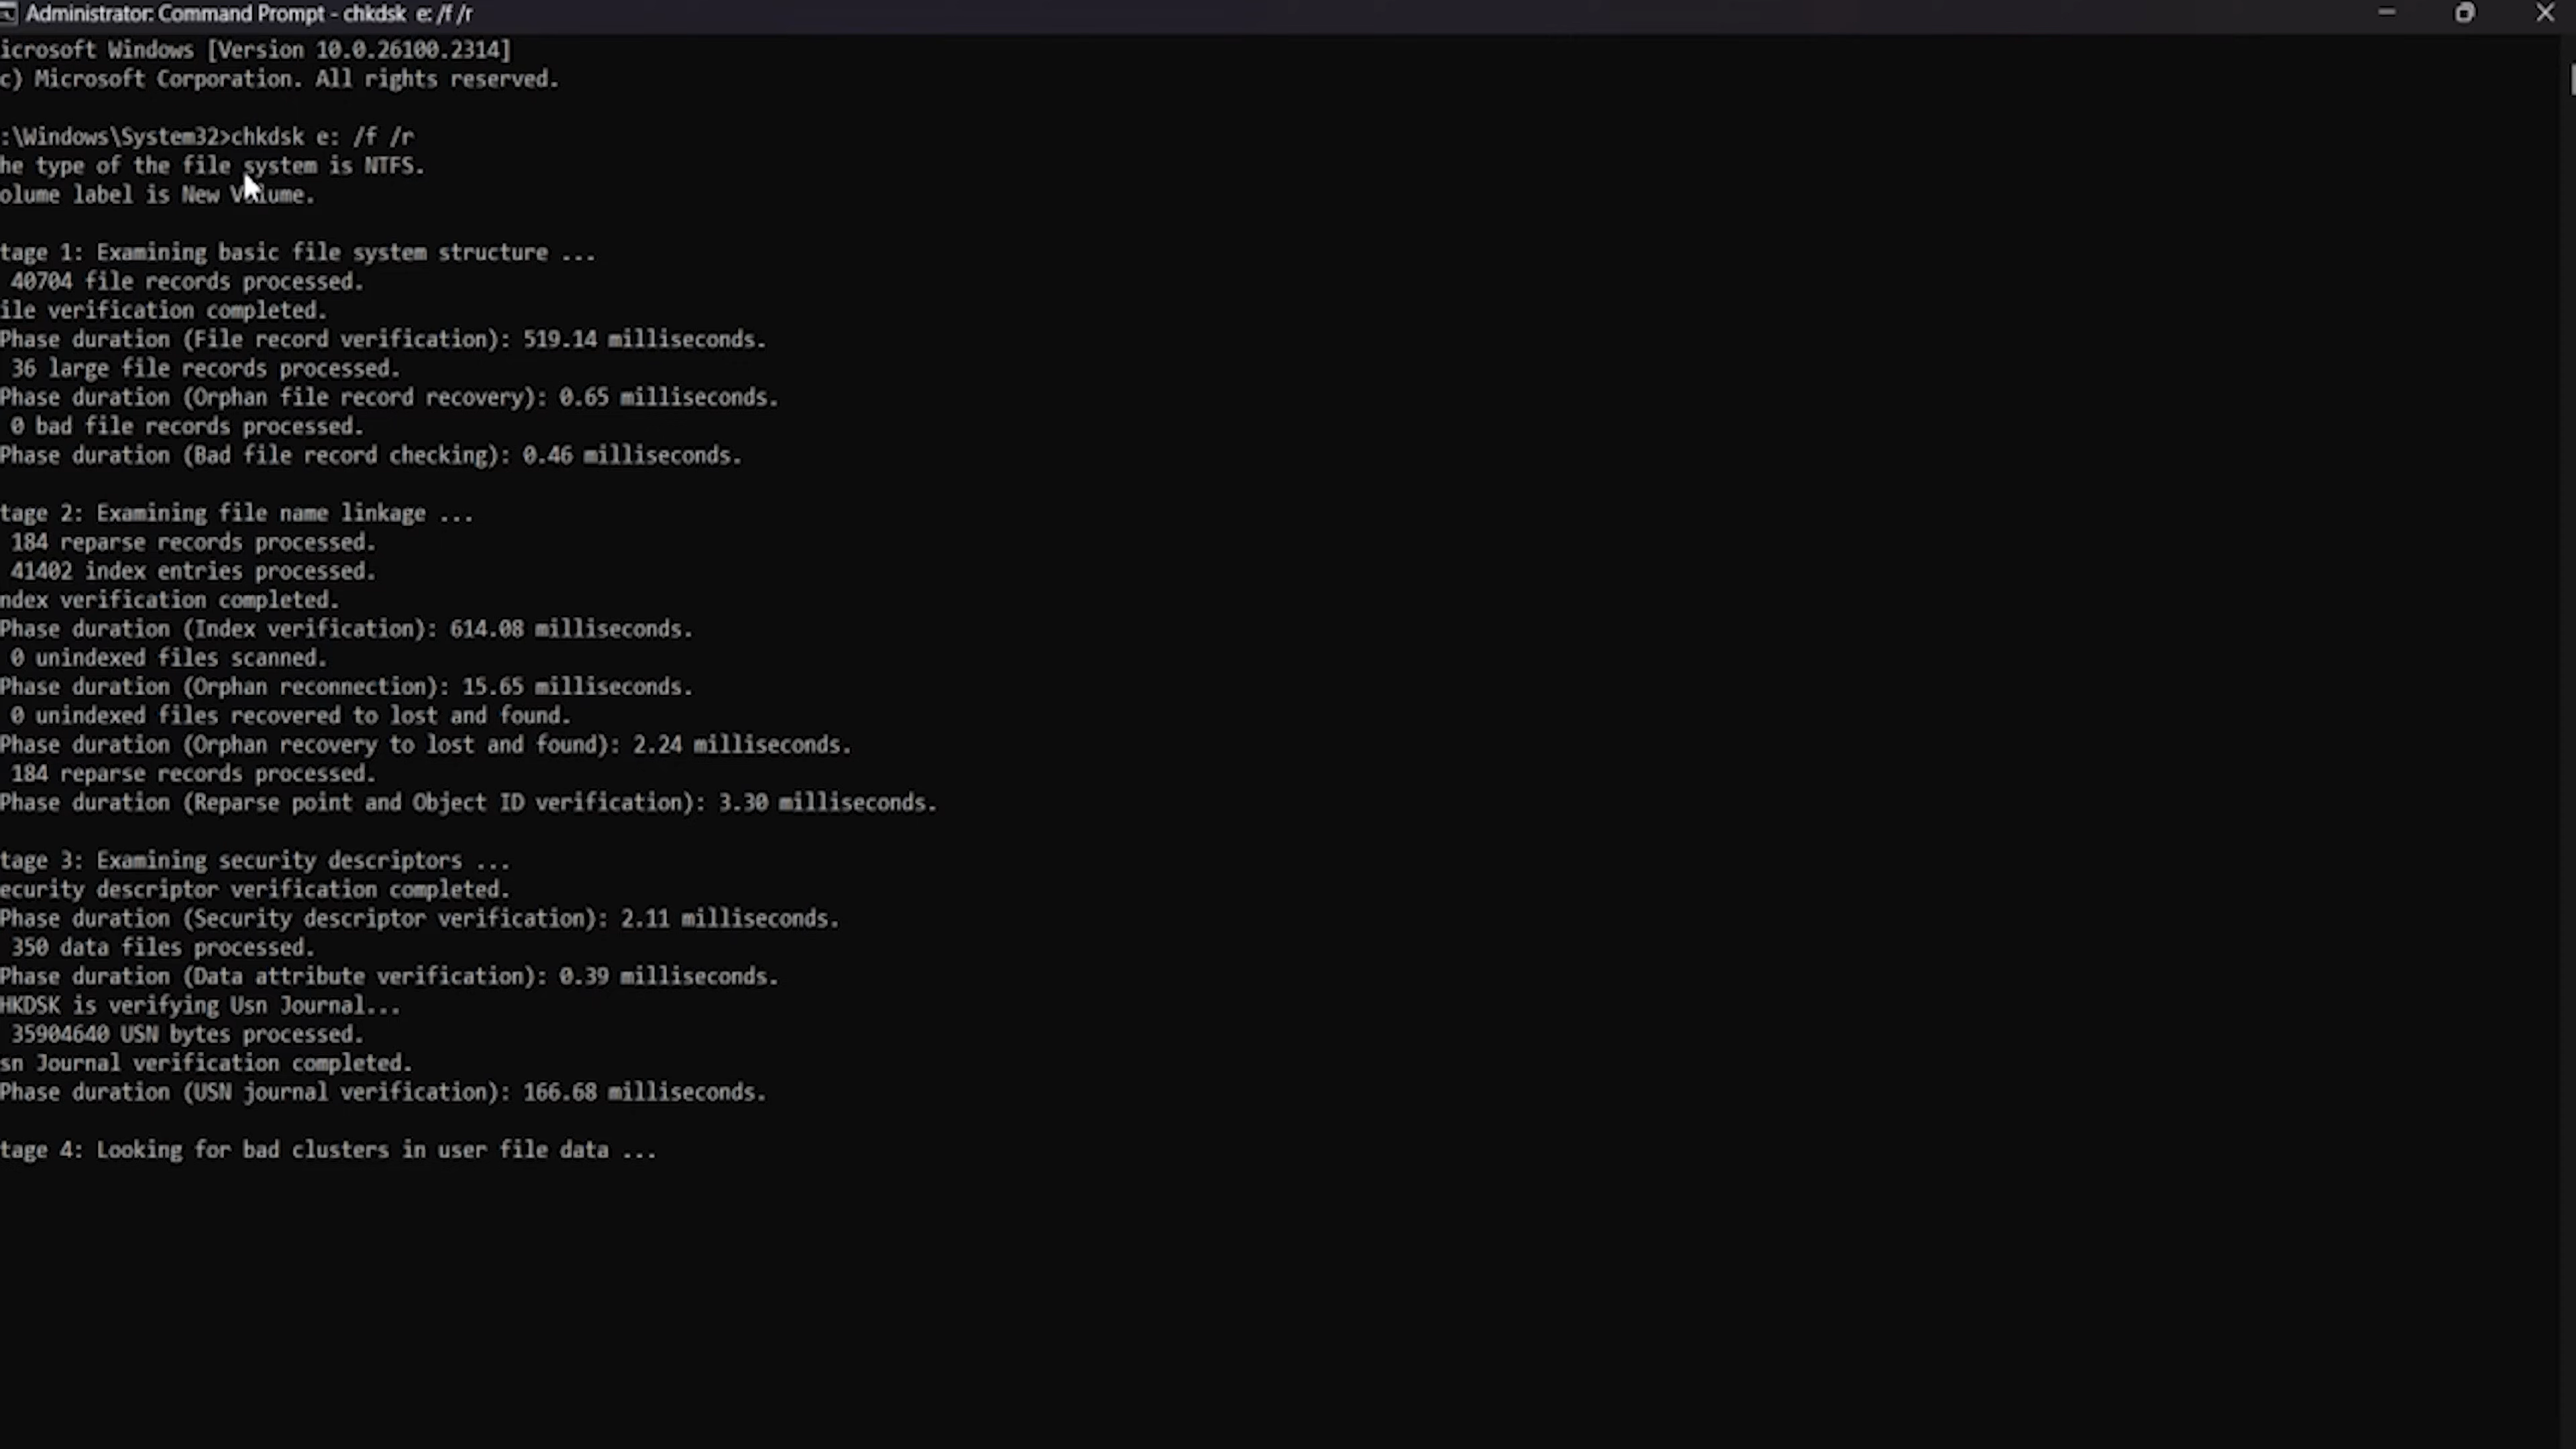 Administrator: Command Prompt - chkdsk e: /f /r
icrosoft Windows [Version 10.0.26100.2314]
c) Microsoft Corporation. All rights reserved.
:\Windows\System32>chkdsk e: /f /r
he type of the file system is NTFS.
olume label is New Volume.
tage 1: Examining basic file system structure ...
40704 file records processed.
ile verification completed.
Phase duration (File record verification): 519.14 milliseconds.
36 large file records processed.
Phase duration (Orphan file record recovery): 0.65 milliseconds.
0 bad file records processed.
Phase duration (Bad file record checking): 0.46 milliseconds.
tage 2: Examining file name linkage ...
184 reparse records processed.
41402 index entries processed.
ndex verification completed.
Phase duration (Index verification): 614.08 milliseconds.
0 unindexed files scanned.
Phase duration (Orphan reconnection): 15.65 milliseconds.
0 unindexed files recovered to lost and found.
Phase duration (Orphan recovery to lost and found): 2.24 milliseconds.
184 reparse records processed.
Phase duration (Reparse point and Object ID verification): 3.30 milliseconds.
tage 3: Examining security descriptors ...
ecurity descriptor verification completed.
Phase duration (Security descriptor verification): 2.11 milliseconds.
350 data files processed.
Phase duration (Data attribute verification): 0.39 milliseconds.
HKDSK is verifying Usn Journal...
35904640 USN bytes processed.
sn Journal verification completed.
Phase duration (USN journal verification): 166.68 milliseconds.
tage 4: Looking for bad clusters in user file data ...